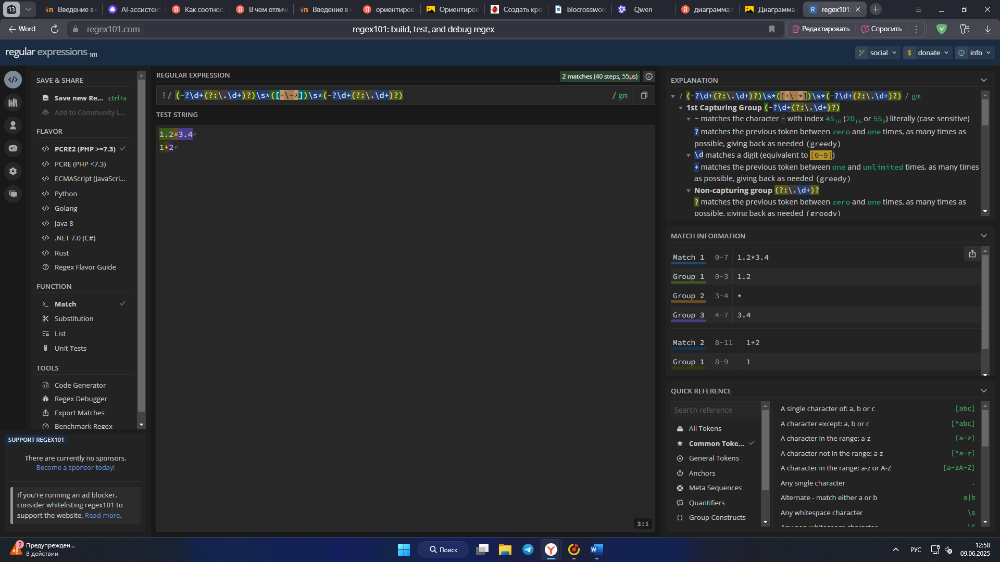 13
Введение в к
AI-ассистент
Как соотнос
В чем отлич
Введение в к
ориентирова
Ориентиров
Создать кро
biocrossword
Qwen
диаграмма п
Диаграмма
regex101:
Word
regex101.com
regex101: build, test, and debug regex
Редактировать
Спросить
regular expressions 101
social
donate
info
SAVE & SHARE
Save new Re... ctrl+s
Add to Community L...
FLAVOR
PCRE2 (PHP >=7.3)
PCRE (PHP <7.3)
ECMAScript (JavaScri...
Python
Golang
Java 8
.NET 7.0 (C#)
Rust
Regex Flavor Guide
FUNCTION
Match
Substitution
List
Unit Tests
TOOLS
Code Generator
Regex Debugger
Export Matches
Benchmark Regex
SUPPORT REGEX101
There are currently no sponsors.
Become a sponsor today!
If you're running an ad blocker,
consider whitelisting regex101 to
support the website. Read more.
REGULAR EXPRESSION
2 matches (40 steps, 55μs)
/ (-?\d+(?:\.\d+)?)\s*([+\-*])\s*(-?\d+(?:\.\d+)?) / gm
TEST STRING
1.2*3.4
1+2
3:1
EXPLANATION
/ (-?\d+(?:\.\d+)?)\s*([+\-*])\s*(-?\d+(?:\.\d+)?) / gm
1st Capturing Group (-?\d+(?:\.\d+)?)
- matches the character - with index 45₁₀ (2D₁₆ or 55₈) literally (case sensitive)
? matches the previous token between zero and one times, as many times as
possible, giving back as needed (greedy)
\d matches a digit (equivalent to [0-9])
+ matches the previous token between one and unlimited times, as many times
as possible, giving back as needed (greedy)
Non-capturing group (?:\.\d+)?
? matches the previous token between zero and one times, as many times as
possible, giving back as needed (greedy)
MATCH INFORMATION
Match 1 0-7 1.2*3.4
Group 1 0-3 1.2
Group 2 3-4 *
Group 3 4-7 3.4
Match 2 8-11 1+2
Group 1 8-9 1
QUICK REFERENCE
Search reference
All Tokens
Common Toke...
General Tokens
Anchors
Meta Sequences
Quantifiers
Group Constructs
A single character of: a, b or c [abc]
A character except: a, b or c [^abc]
A character in the range: a-z [a-z]
A character not in the range: a-z [^a-z]
A character in the range: a-z or A-Z [a-zA-Z]
Any single character .
Alternate - match either a or b a|b
Any whitespace character \s
Any non-whitespace character \S
2
Предупрежден...
В действии
Поиск
РУС
12:58
09.06.2025